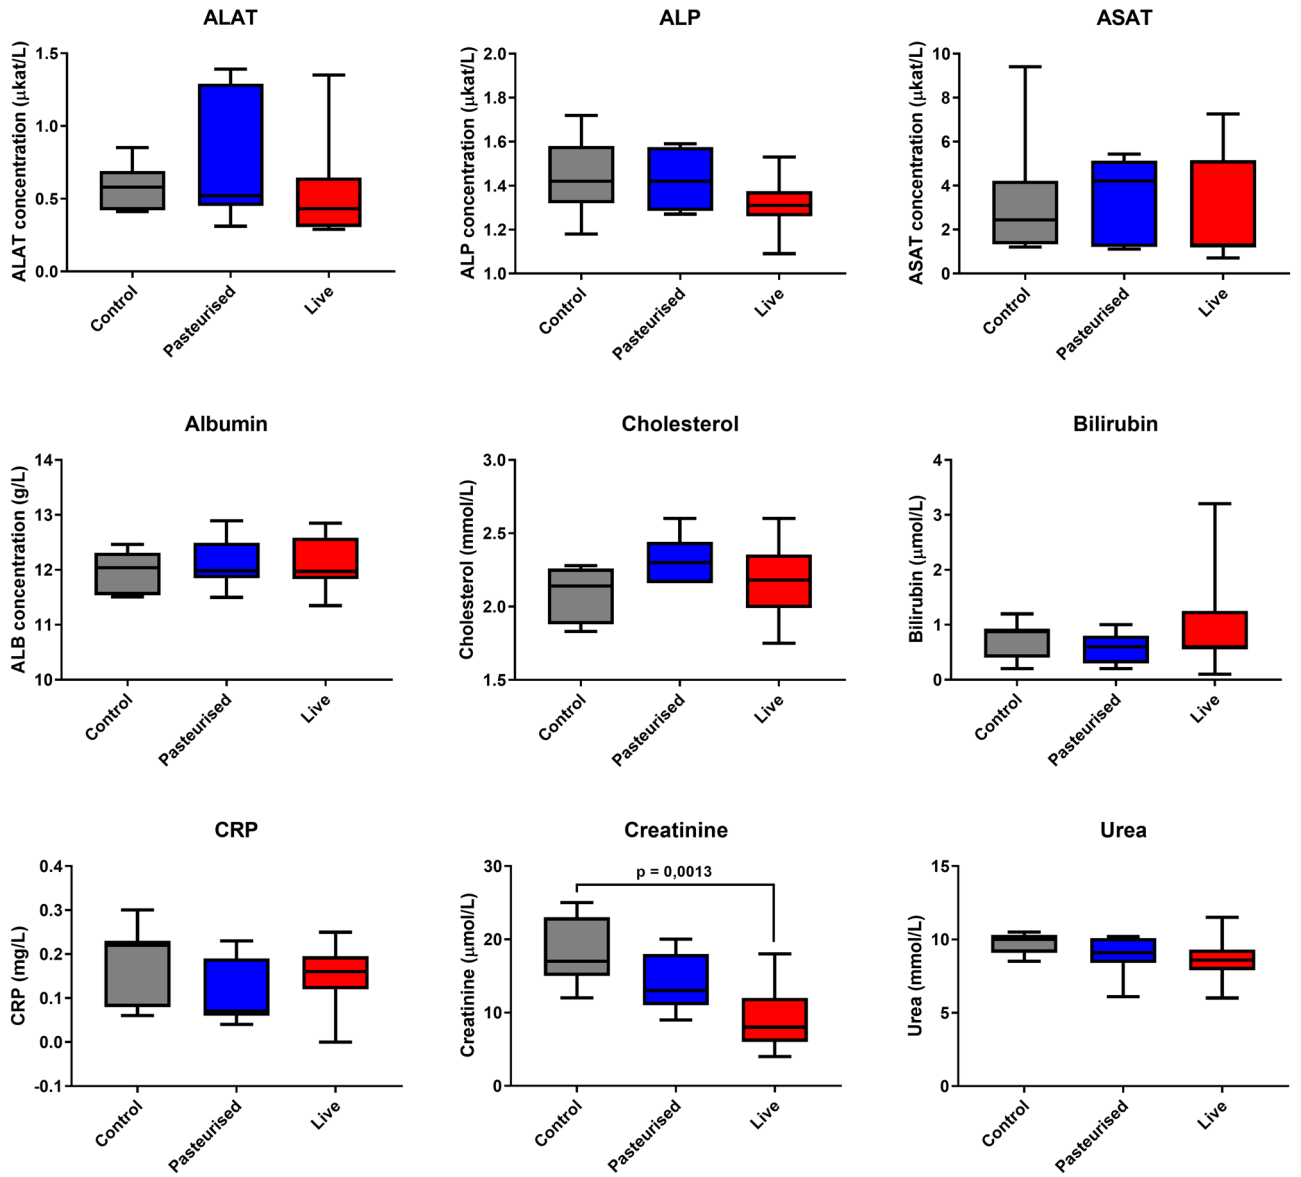 ALAT
ALAT concentration (μkat/L)
1.5
1.0
0.5
0.0
Control
Pasteurised
Live
ALP
ALP concentration (μkat/L)
2.0
1.8
1.6
1.4
1.2
1.0
Control
Pasteurised
Live
ASAT
ASAT concentration (μkat/L)
10
8
6
4
2
0
Control
Pasteurised
Live
Albumin
ALB concentration (g/L)
14
13
12
11
10
Control
Pasteurised
Live
Cholesterol
Cholesterol (mmol/L)
3.0
2.5
2.0
1.5
Control
Pasteurised
Live
Bilirubin
Bilirubin (μmol/L)
4
3
2
1
0
Control
Pasteurised
Live
CRP
CRP (mg/L)
0.4
0.3
0.2
0.1
0.0
-0.1
Control
Pasteurised
Live
Creatinine
Creatinine (μmol/L)
30
20
10
0
p = 0,0013
Control
Pasteurised
Live
Urea
Urea (mmol/L)
15
10
5
0
Control
Pasteurised
Live